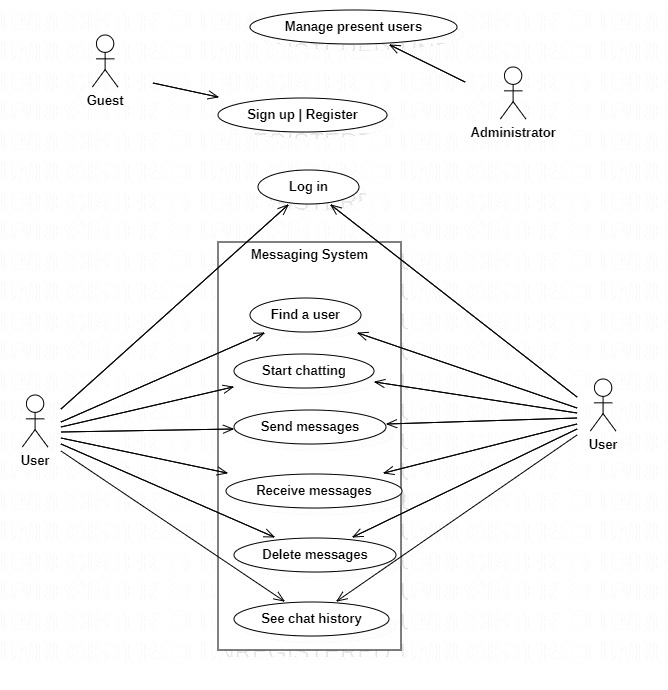 Manage present users
Guest
Administrator
Sign up | Register
Log in
Messaging System
Find a user
Start chatting
Send messages
User
User
Receive messages
Delete messages
See chat history